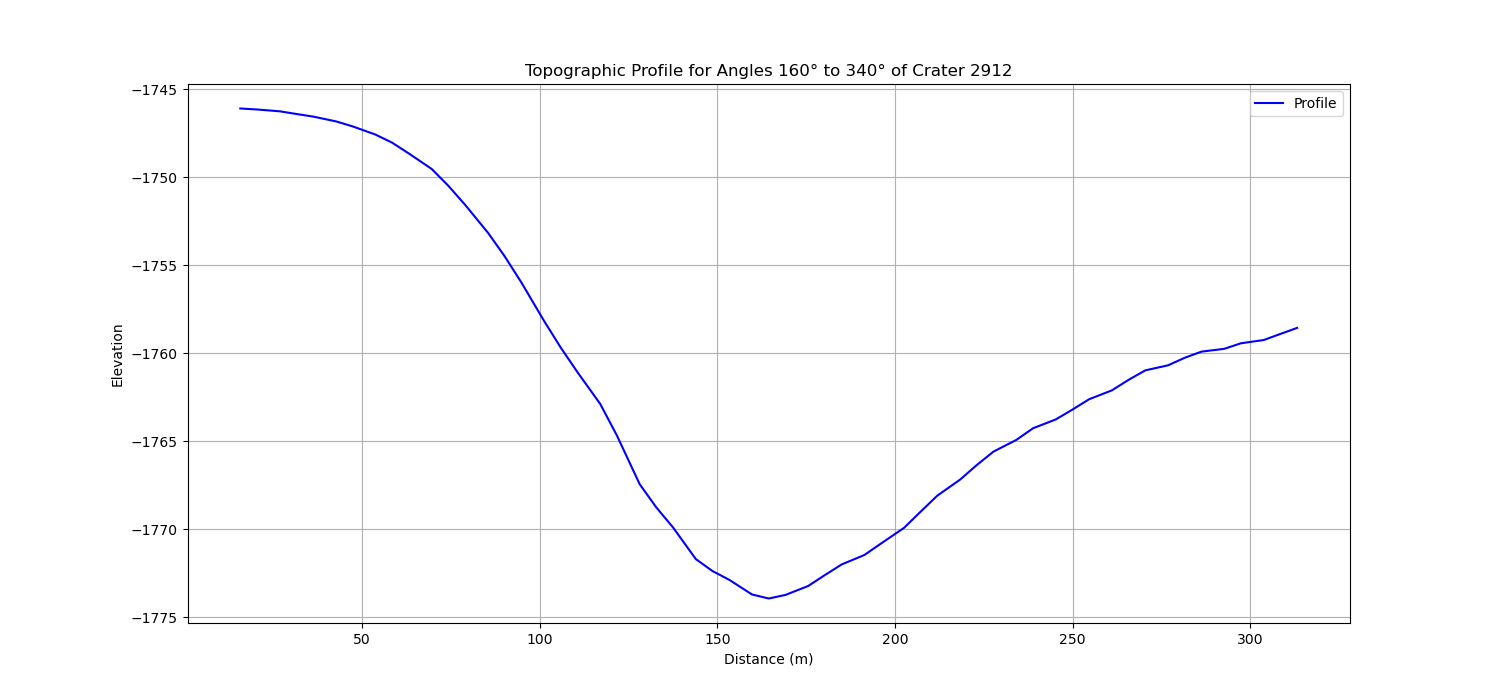 Topographic Profile for Angles 160° to 340° of Crater 2912
−1745
Profile
−1750
−1755
−1760
−1765
−1770
−1775
Elevation
50 100 150 200 250 300
Distance (m)